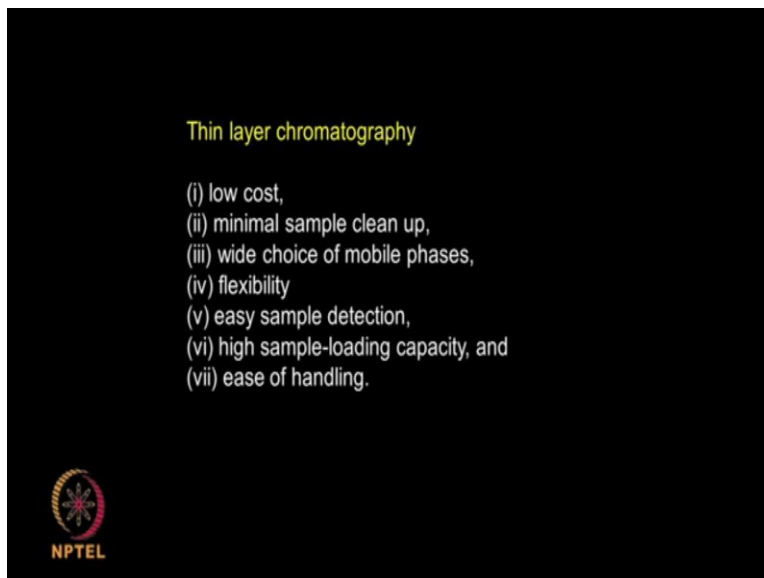 Thin layer chromatography
(i) low cost,
(ii) minimal sample clean up,
(iii) wide choice of mobile phases,
(iv) flexibility
(v) easy sample detection,
(vi) high sample-loading capacity, and
(vii) ease of handling.
NPTEL